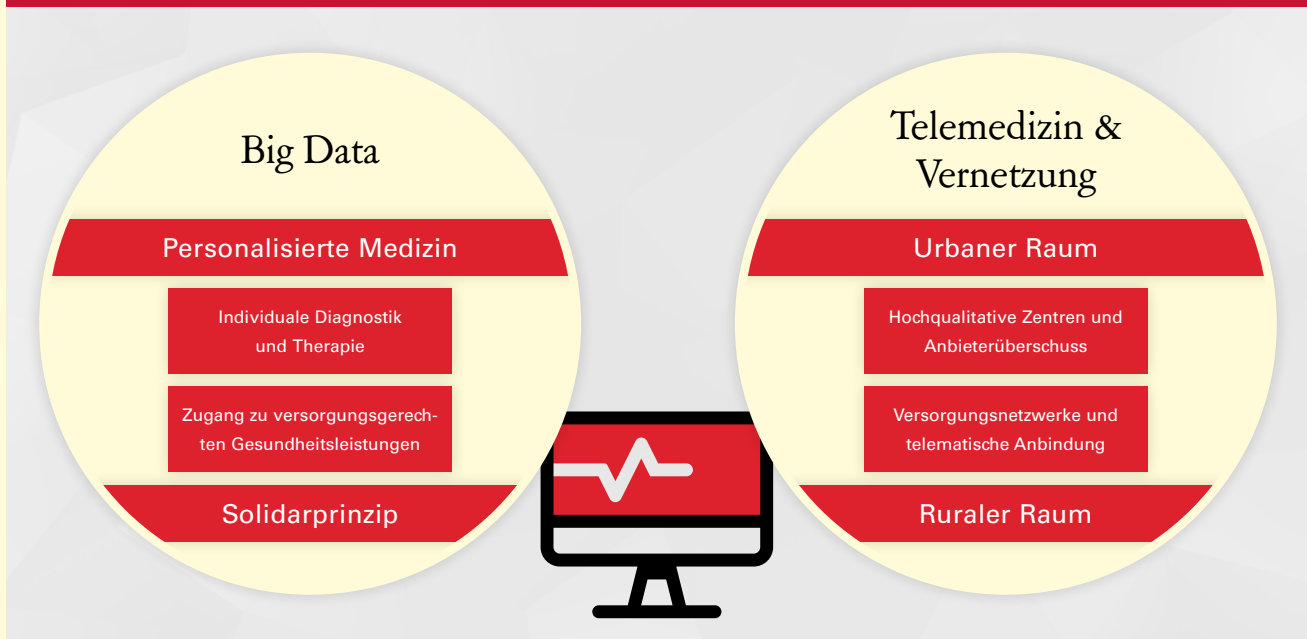 Big Data
Personalisierte Medizin
Individuale Diagnostik
und Therapie
Zugang zu versorgungsgerech-
ten Gesundheitsleistungen
Solidarprinzip
Telemedizin &
Vernetzung
Urbaner Raum
Hochqualitative Zentren und
Anbieterüberschuss
Versorgungsnetzwerke und
telematische Anbindung
Ruraler Raum